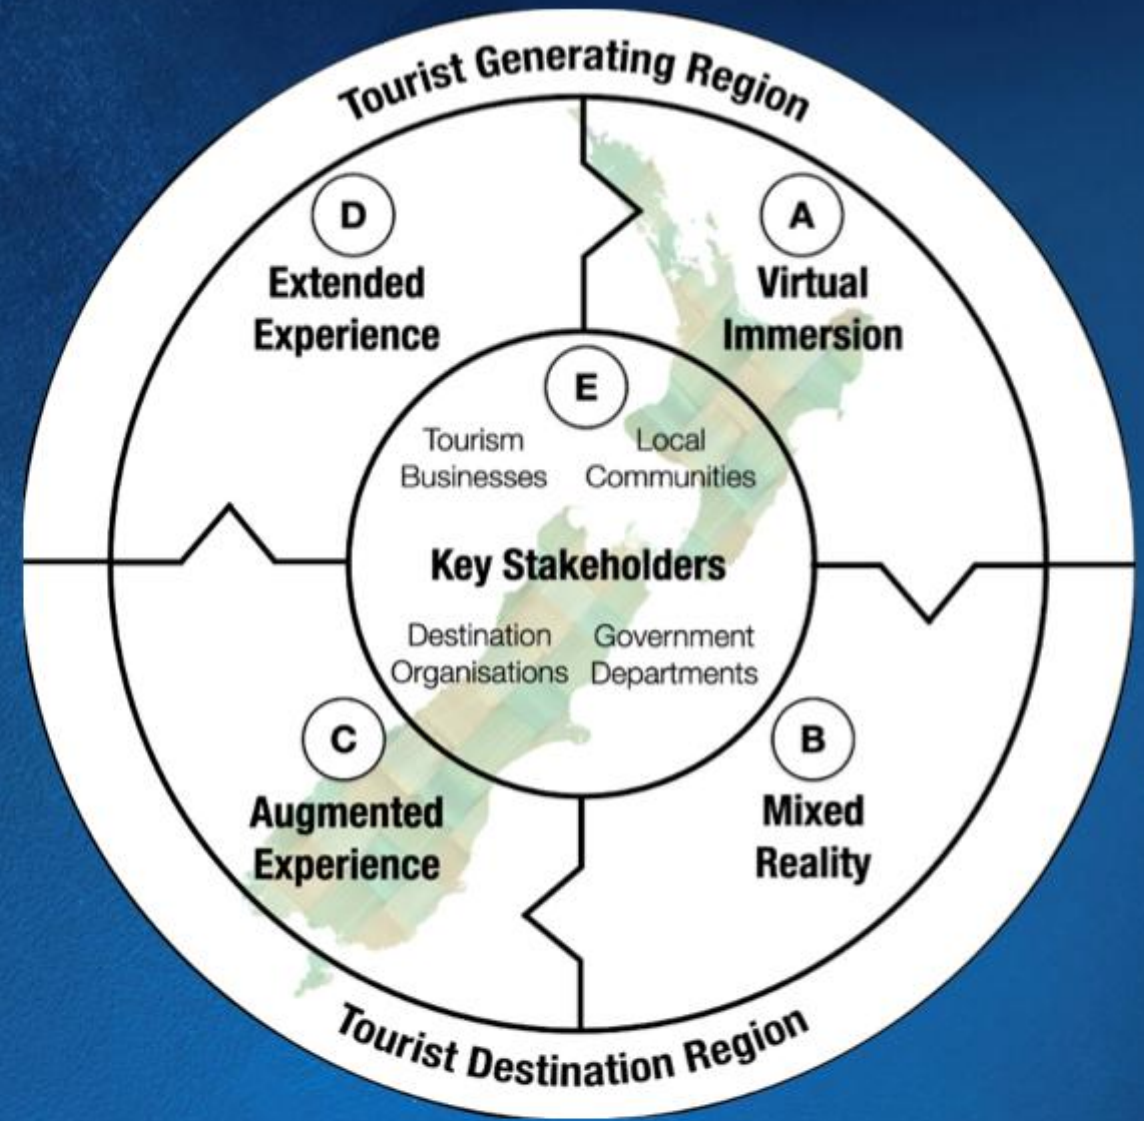 Tourist Generating Region
D
Extended
Experience
A
Virtual
Immersion
E
Tourism
Businesses
Local
Communities
Key Stakeholders
Destination
Organisations
Government
Departments
C
Augmented
Experience
B
Mixed
Reality
Tourist Destination Region